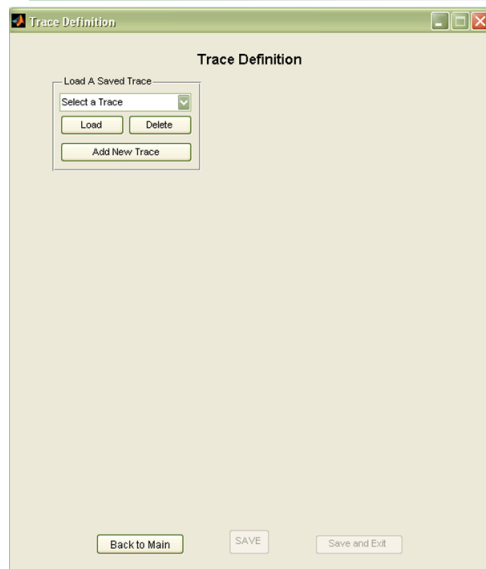 Trace Definition
Trace Definition
Load A Saved Trace
Select a Trace
Load Delete
Add New Trace
Back to Main SAVE Save and Exit